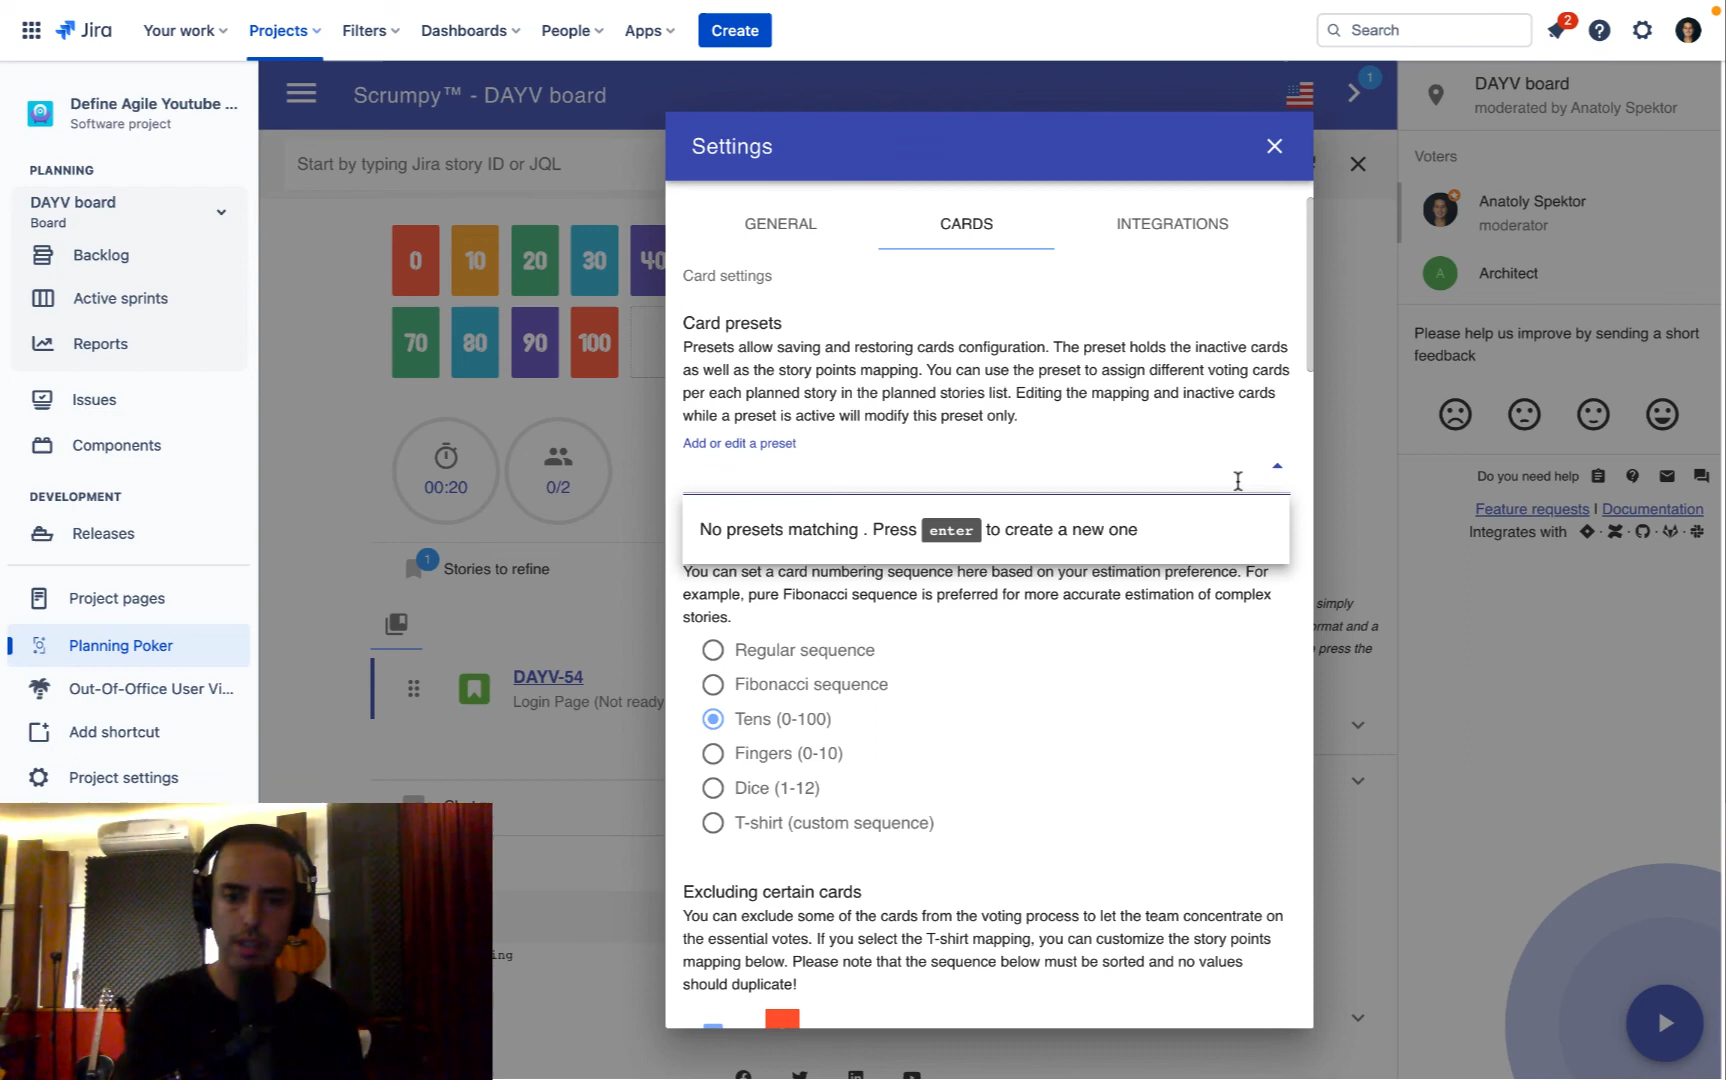 Jira
Your work
Projects
Filters
Dashboards
People
Apps
Create
Search
2
Define Agile Youtube ...
Software project
PLANNING
DAYV board
Board
Backlog
Active sprints
Reports
Issues
Components
DEVELOPMENT
Releases
Project pages
Planning Poker
Out-Of-Office User Vi...
Add shortcut
Project settings
Scrumpy™ - DAYV board
1
Start by typing Jira story ID or JQL
0
10
20
30
40
70
80
90
100
00:20
0/2
1
Stories to refine
DAYV-54
Login Page (Not ready
ing
Settings
GENERAL
CARDS
INTEGRATIONS
Card settings
Card presets
Presets allow saving and restoring cards configuration. The preset holds the inactive cards
as well as the story points mapping. You can use the preset to assign different voting cards
per each planned story in the planned stories list. Editing the mapping and inactive cards
while a preset is active will modify this preset only.
Add or edit a preset
No presets matching . Press enter to create a new one
You can set a card numbering sequence here based on your estimation preference. For
example, pure Fibonacci sequence is preferred for more accurate estimation of complex
stories.
Regular sequence
Fibonacci sequence
Tens (0-100)
Fingers (0-10)
Dice (1-12)
T-shirt (custom sequence)
Excluding certain cards
You can exclude some of the cards from the voting process to let the team concentrate on
the essential votes. If you select the T-shirt mapping, you can customize the story points
mapping below. Please note that the sequence below must be sorted and no values
should duplicate!
simply
rmat and a
press the
DAYV board
moderated by Anatoly Spektor
Voters
Anatoly Spektor
moderator
A
Architect
Please help us improve by sending a short
feedback
Do you need help
Feature requests | Documentation
Integrates with